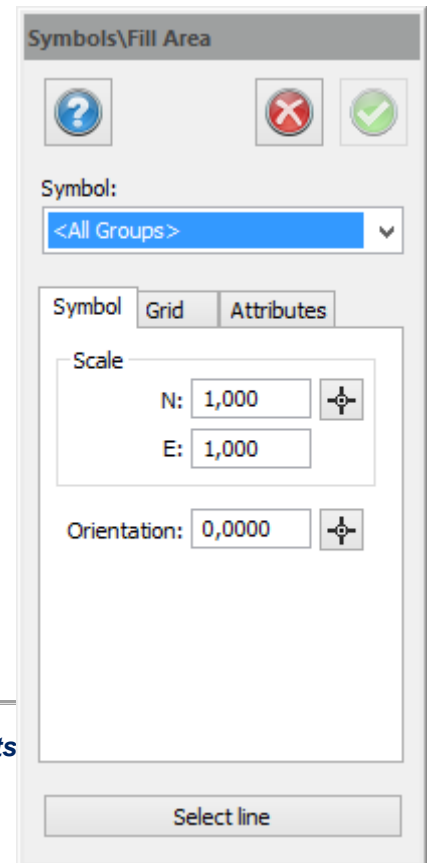 Symbols\Fill Area
Symbol:
<All Groups>
Symbol Grid Attributes
Scale
N: 1,000
E: 1,000
Orientation: 0,0000
ts
Select line